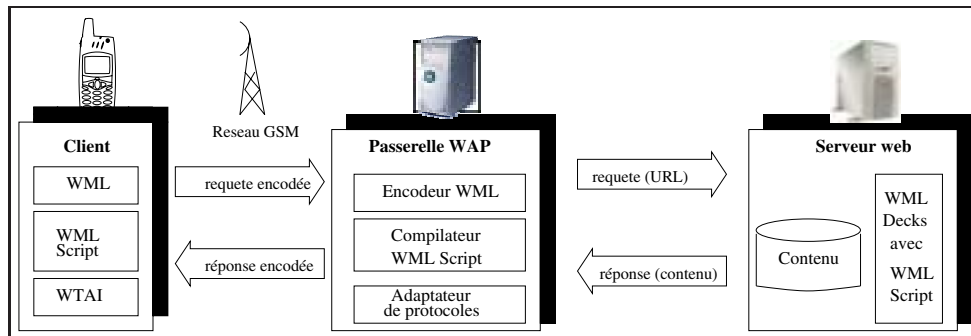 Reseau GSM
Client
WML
WML
Script
WTAI
requete encodée
réponse encodée
Passerelle WAP
Encodeur WML
Compilateur
WML Script
Adaptateur
de protocoles
requete (URL)
réponse (contenu)
Serveur web
Contenu
WML
Decks
avec
WML
Script